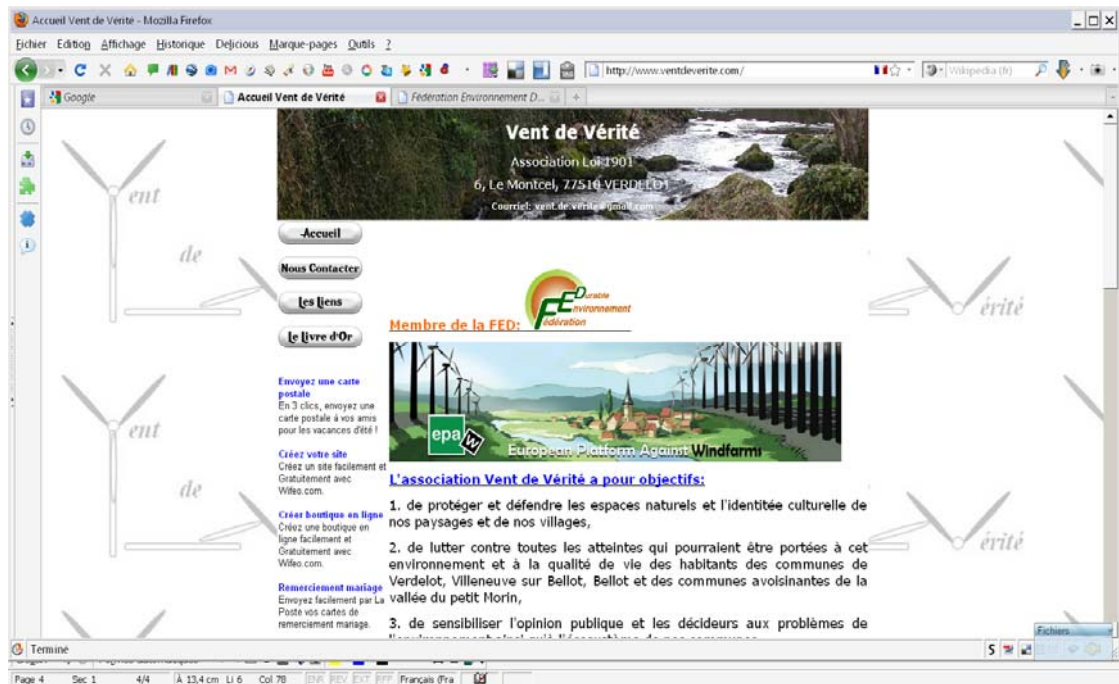 Accueil Vent de Vérité - Mozilla Firefox
Fichier Edition Affichage Historique Delicious Marque-pages Outils ?
http://www.ventdeverite.com/
Wikipedia (fr)
Google
Accueil Vent de Vérité
Fédération Environnement D...
Vent de Vérité
Association Loi 1901
6, Le Montcel, 77510 VERDELOT
Courriel: vent.de.verite@gmail.com
ent
de
érité
-Accueil
Nous Contacter
Les Liens
Le Livre d'Or
Membre de la FED:
Durable
Environnement
Fédération
epaw
European Platform Against Windfarms
Envoyez une carte
postale
En 3 clics, envoyez une
carte postale à vos amis
pour les vacances d'été !
Créez votre site
Créez un site facilement et
Gratuitement avec
Wifeo.com.
Créer boutique en ligne
Créez une boutique en
ligne facilement et
Gratuitement avec
Wifeo.com.
Remerciement mariage
Envoyez facilement par La
Poste vos cartes de
remerciement mariage.
L'association Vent de Vérité a pour objectifs:
1. de protéger et défendre les espaces naturels et l'identitée culturelle de
nos paysages et de nos villages,
2. de lutter contre toutes les atteintes qui pourraient être portées à cet
environnement et à la qualité de vie des habitants des communes de
Verdelot, Villeneuve sur Bellot, Bellot et des communes avoisinantes de la
vallée du petit Morin,
3. de sensibiliser l'opinion publique et les décideurs aux problèmes de
ent
de
érité
Fichiers
Terminé
Page 4 Sec 1 4/4 À 13,4 cm Li 6 Col 78 ENR REV EXT RFP Français (Fra